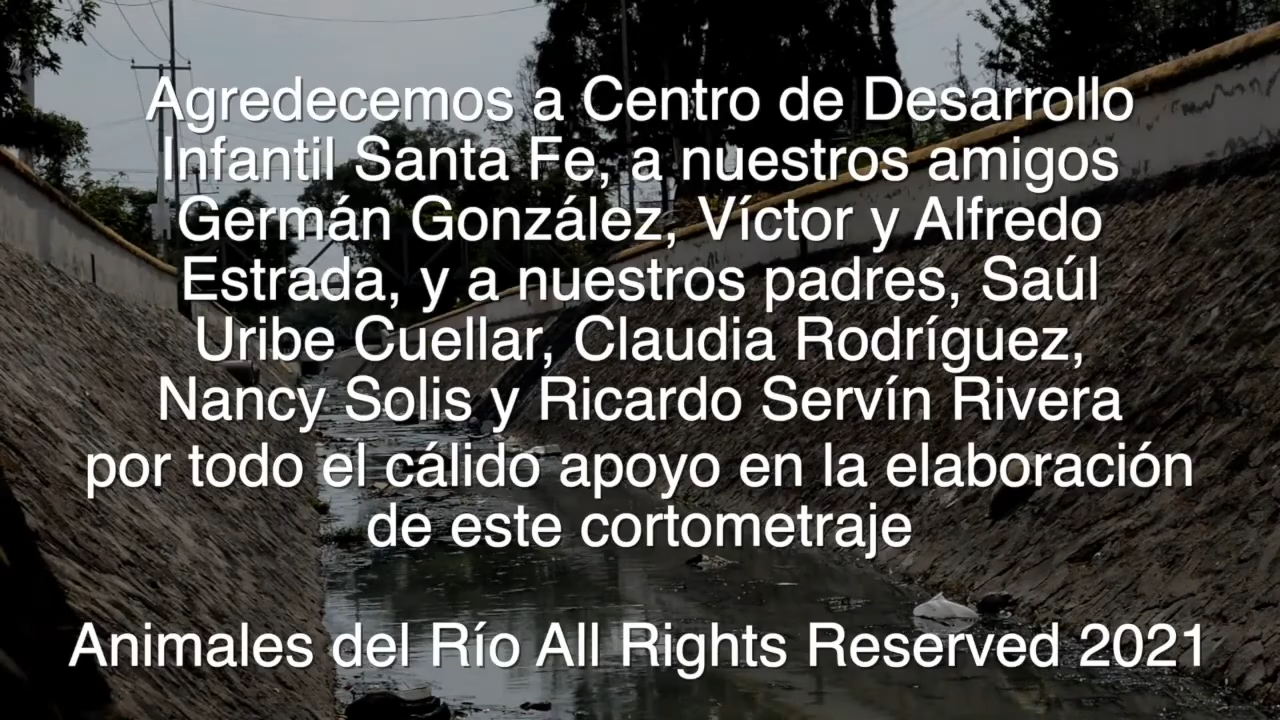 Agredecemos a Centro de Desarrollo
Infantil Santa Fe, a nuestros amigos
Germán González, Víctor y Alfredo
Estrada, y a nuestros padres, Saúl
Uribe Cuellar, Claudia Rodríguez,
Nancy Solis y Ricardo Servín Rivera
por todo el cálido apoyo en la elaboración
de este cortometraje
Animales del Río All Rights Reserved 2021